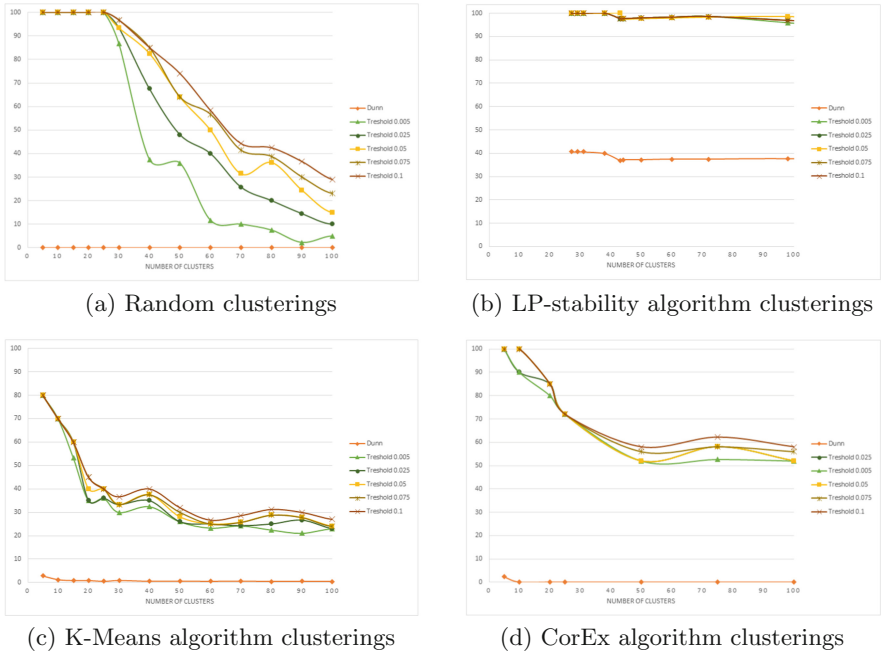 100
90
80
70
60
50
40
30
20
10
0
0 10 20 30 40 50 60 70 80 90 100
NUMBER OF CLUSTERS
Dunn
Treshold 0.005
Treshold 0.025
Treshold 0.05
Treshold 0.075
Treshold 0.1
(a) Random clusterings
100
90
80
70
60
50
40
30
20
10
0
0 10 20 30 40 50 60 70 80 90 100
NUMBER OF CLUSTERS
Dunn
Treshold 0.005
Treshold 0.025
Treshold 0.05
Treshold 0.075
Treshold 0.1
(b) LP-stability algorithm clusterings
100
90
80
70
60
50
40
30
20
10
0
0 10 20 30 40 50 60 70 80 90 100
NUMBER OF CLUSTERS
Dunn
Treshold 0.005
Treshold 0.025
Treshold 0.05
Treshold 0.075
Treshold 0.1
(c) K-Means algorithm clusterings
100
90
80
70
60
50
40
30
20
10
0
0 10 20 30 40 50 60 70 80 90 100
NUMBER OF CLUSTERS
Dunn
Treshold 0.025
Treshold 0.005
Treshold 0.05
Treshold 0.075
Treshold 0.1
(d) CorEx algorithm clusterings